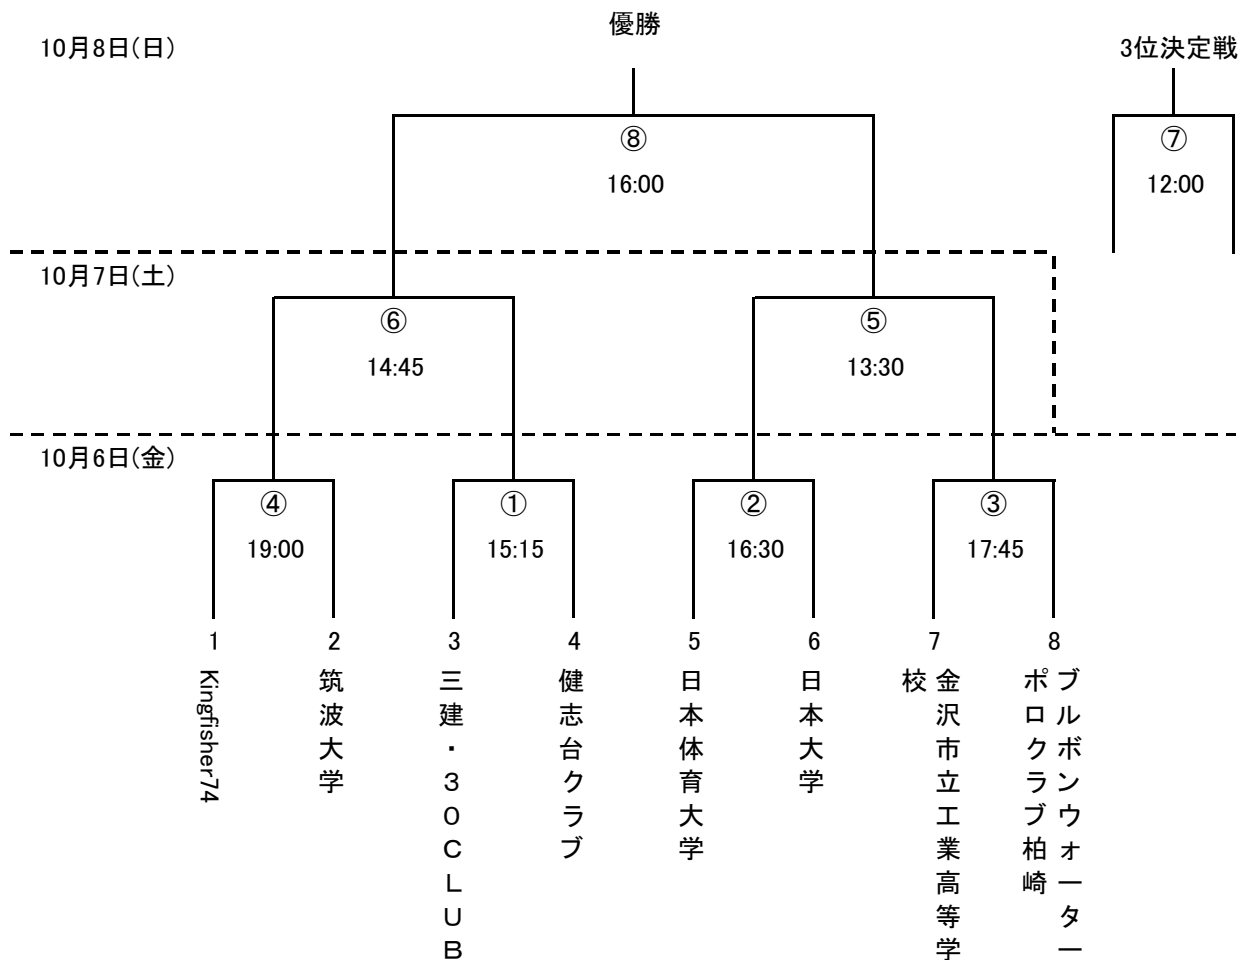 優勝
10月8日(日)
3位決定戦
⑧
⑦
16:00
12:00
10月7日(土)
⑥
⑤
14:45
13:30
10月6日(金)
④
①
②
③
19:00
15:15
16:30
17:45
1
2
3
4
5
6
7
8
Kingfisher74
筑波大学
三建・30CLUB
健志台クラブ
日本体育大学
日本大学
金沢市立工業高等学
校
ブルボンウォーター
ポロクラブ柏崎